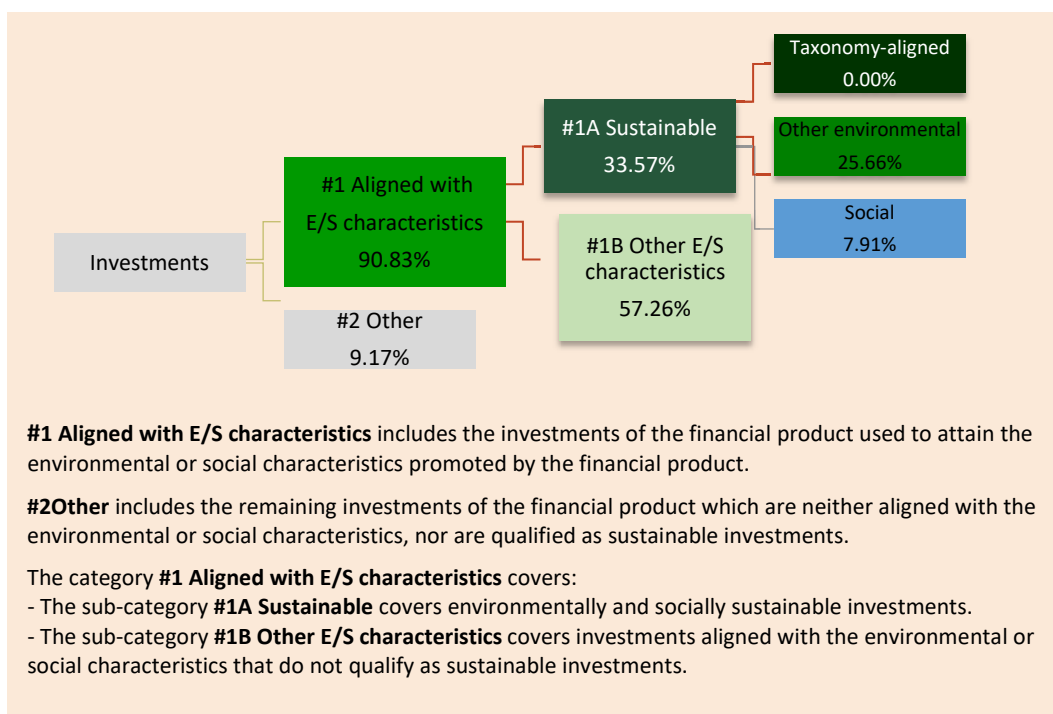 Taxonomy-aligned
0.00%
#1A Sustainable
33.57%
Other environmental
25.66%
#1 Aligned with
E/S characteristics
90.83%
Social
7.91%
#1B Other E/S
characteristics
57.26%
Investments
#2 Other
9.17%
#1 Aligned with E/S characteristics includes the investments of the financial product used to attain the
environmental or social characteristics promoted by the financial product.
#2Other includes the remaining investments of the financial product which are neither aligned with the
environmental or social characteristics, nor are qualified as sustainable investments.
The category #1 Aligned with E/S characteristics covers:
- The sub-category #1A Sustainable covers environmentally and socially sustainable investments.
- The sub-category #1B Other E/S characteristics covers investments aligned with the environmental or
social characteristics that do not qualify as sustainable investments.